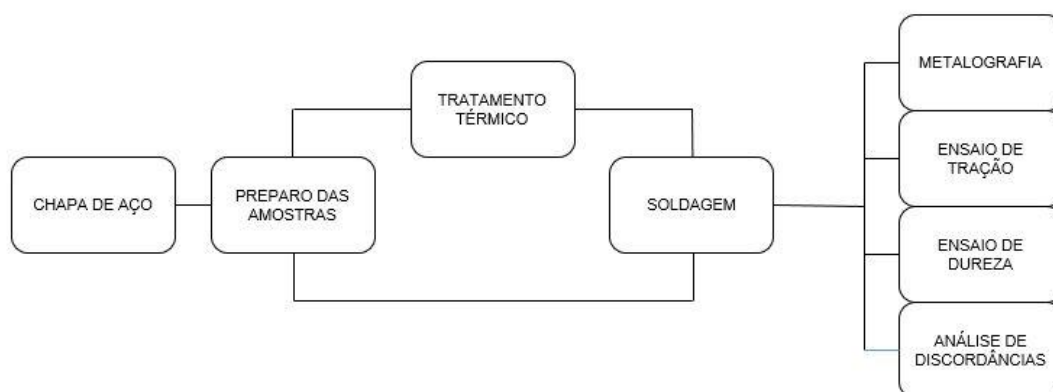 CHAPA DE AÇO
PREPARO DAS
AMOSTRAS
TRATAMENTO
TÉRMICO
SOLDAGEM
METALOGRAFIA
ENSAIO DE
TRAÇÃO
ENSAIO DE
DUREZA
ANÁLISE DE
DISCORDÂNCIAS